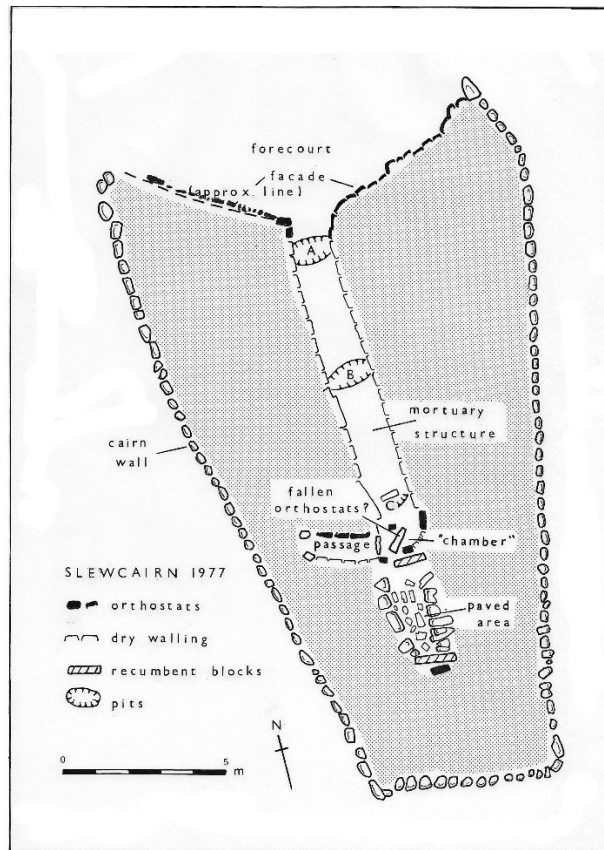 forecourt
facade
(approx. line)
A
B
mortuary
structure
cairn
wall
fallen
orthostats?
"chamber"
passage
SLEWCAIRN 1977
orthostats
paved
area
dry walling
recumbent blocks
pits
N
0
5
m
C